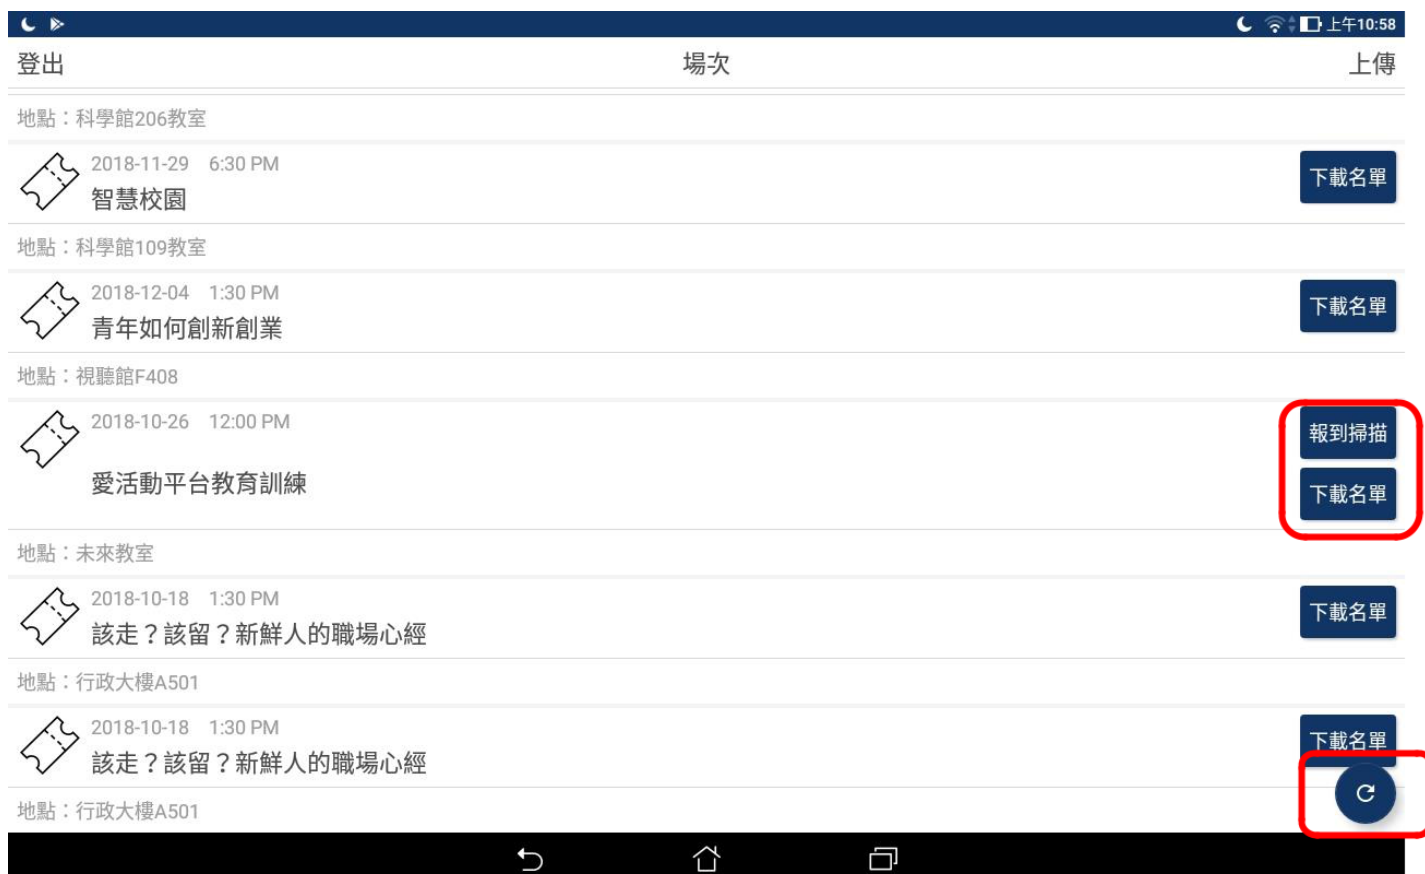 上午10:58
登出 場次 上傳
地點：科學館206教室
2018-11-29 6:30 PM
智慧校園
下載名單
地點：科學館109教室
2018-12-04 1:30 PM
青年如何創新創業
下載名單
地點：視聽館F408
2018-10-26 12:00 PM
報到掃描
愛活動平台教育訓練
下載名單
地點：未來教室
2018-10-18 1:30 PM
該走？該留？新鮮人的職場心經
下載名單
地點：行政大樓A501
2018-10-18 1:30 PM
該走？該留？新鮮人的職場心經
下載名單
地點：行政大樓A501